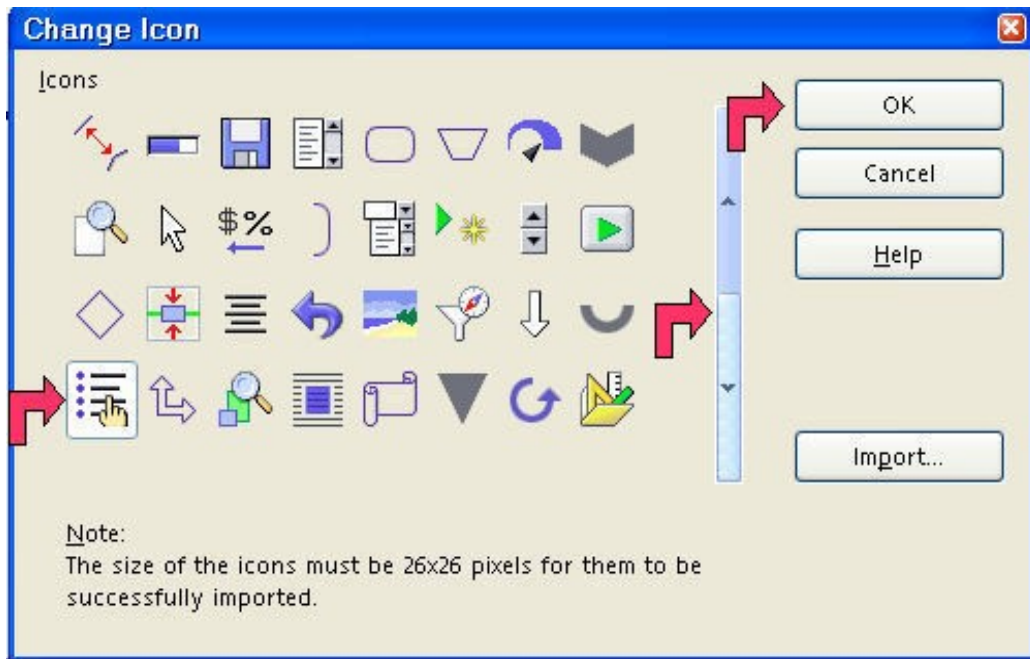 Change Icon
Icons
OK
Cancel
$%
Help
Import...
Note:
The size of the icons must be 26x26 pixels for them to be
successfully imported.